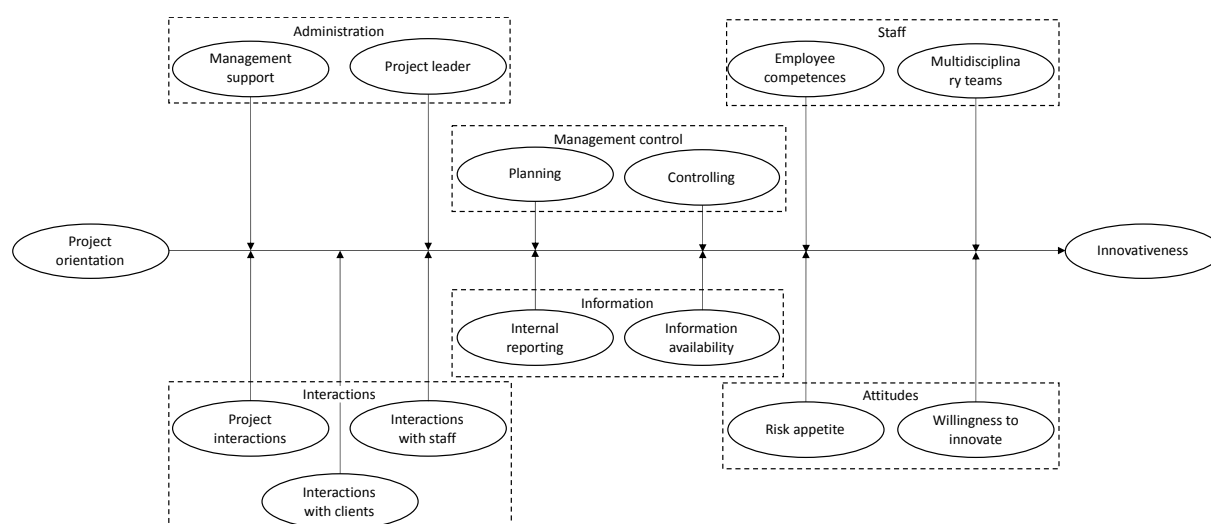 Administration
Management
support
Project leader
Staff
Employee
competences
Multidisciplina
ry teams
Management control
Planning
Controlling
Project
orientation
Innovativeness
Information
Internal
reporting
Information
availability
Interactions
Project
interactions
Interactions
with staff
Interactions
with clients
Attitudes
Risk appetite
Willingness to
innovate